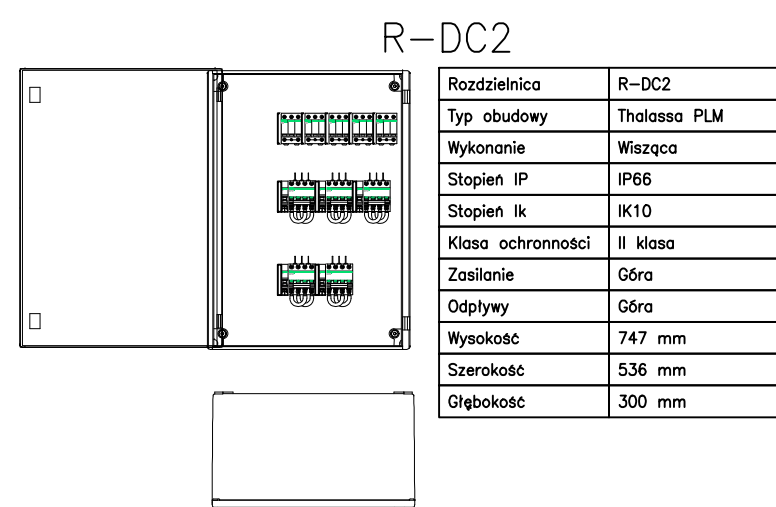 R-DC2
Rozdzielnica R-DC2
Typ obudowy Thalassa PLM
Wykonanie Wisząca
Stopień IP IP66
Stopień Ik IK10
Klasa ochronności II klasa
Zasilanie Góra
Odpływy Góra
Wysokość 747 mm
Szerokość 536 mm
Głębokość 300 mm